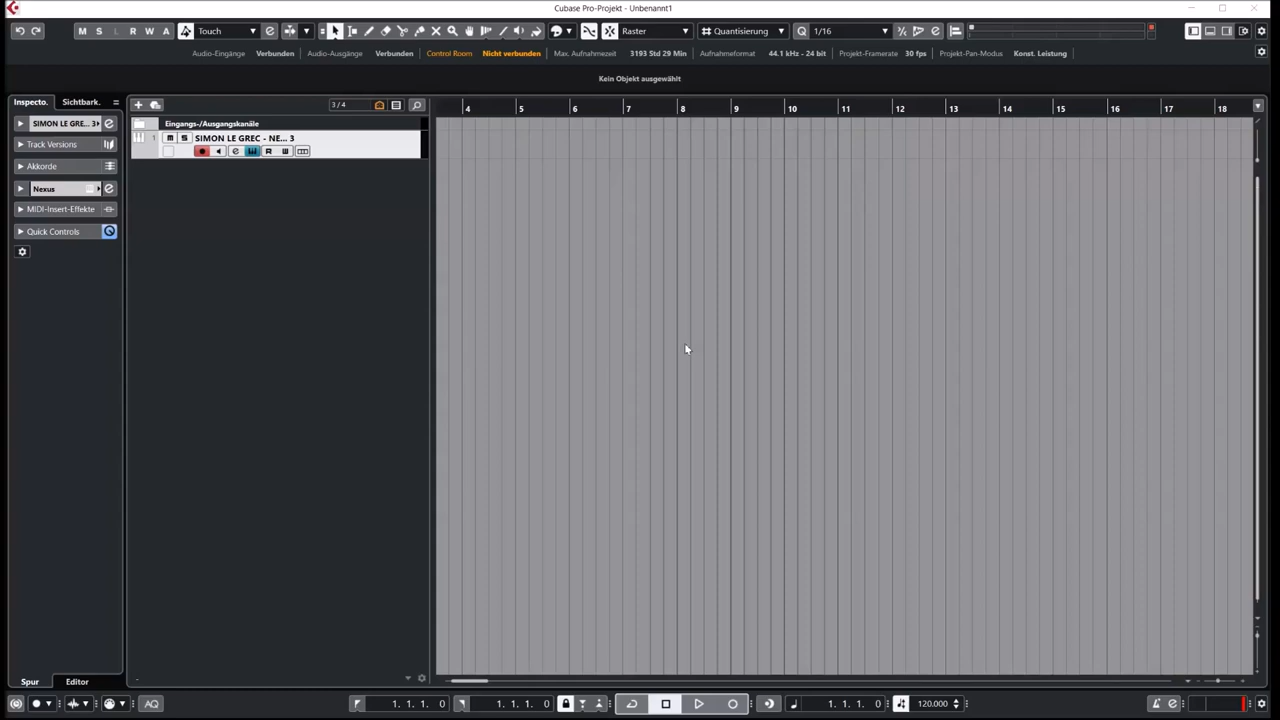 Cubase Pro-Projekt - Unbenannt1
M S L R W A Touch Raster Quantisierung 1/16
Audio-Eingänge Verbunden Audio-Ausgänge Verbunden Control Room Nicht verbunden Max. Aufnahmezeit 3193 Std 29 Min Aufnahmeformat 44.1 kHz - 24 bit Projekt-Framerate 30 fps Projekt-Pan-Modus Konst. Leistung
Kein Objekt ausgewählt
Inspecto. Sichtbark. 3 / 4 4 5 6 7 8 9 10 11 12 13 14 15 16 17 18
SIMON LE GRE... 3 Eingangs-/Ausgangskanäle
1 m S SIMON LE GREC - NE... 3
Track Versions
R
Akkorde
Nexus
MIDI-Insert-Effekte
Quick Controls
Spur Editor
AQ 1. 1. 1. 0 1. 1. 1. 0 1. 1. 1. 0 120.000